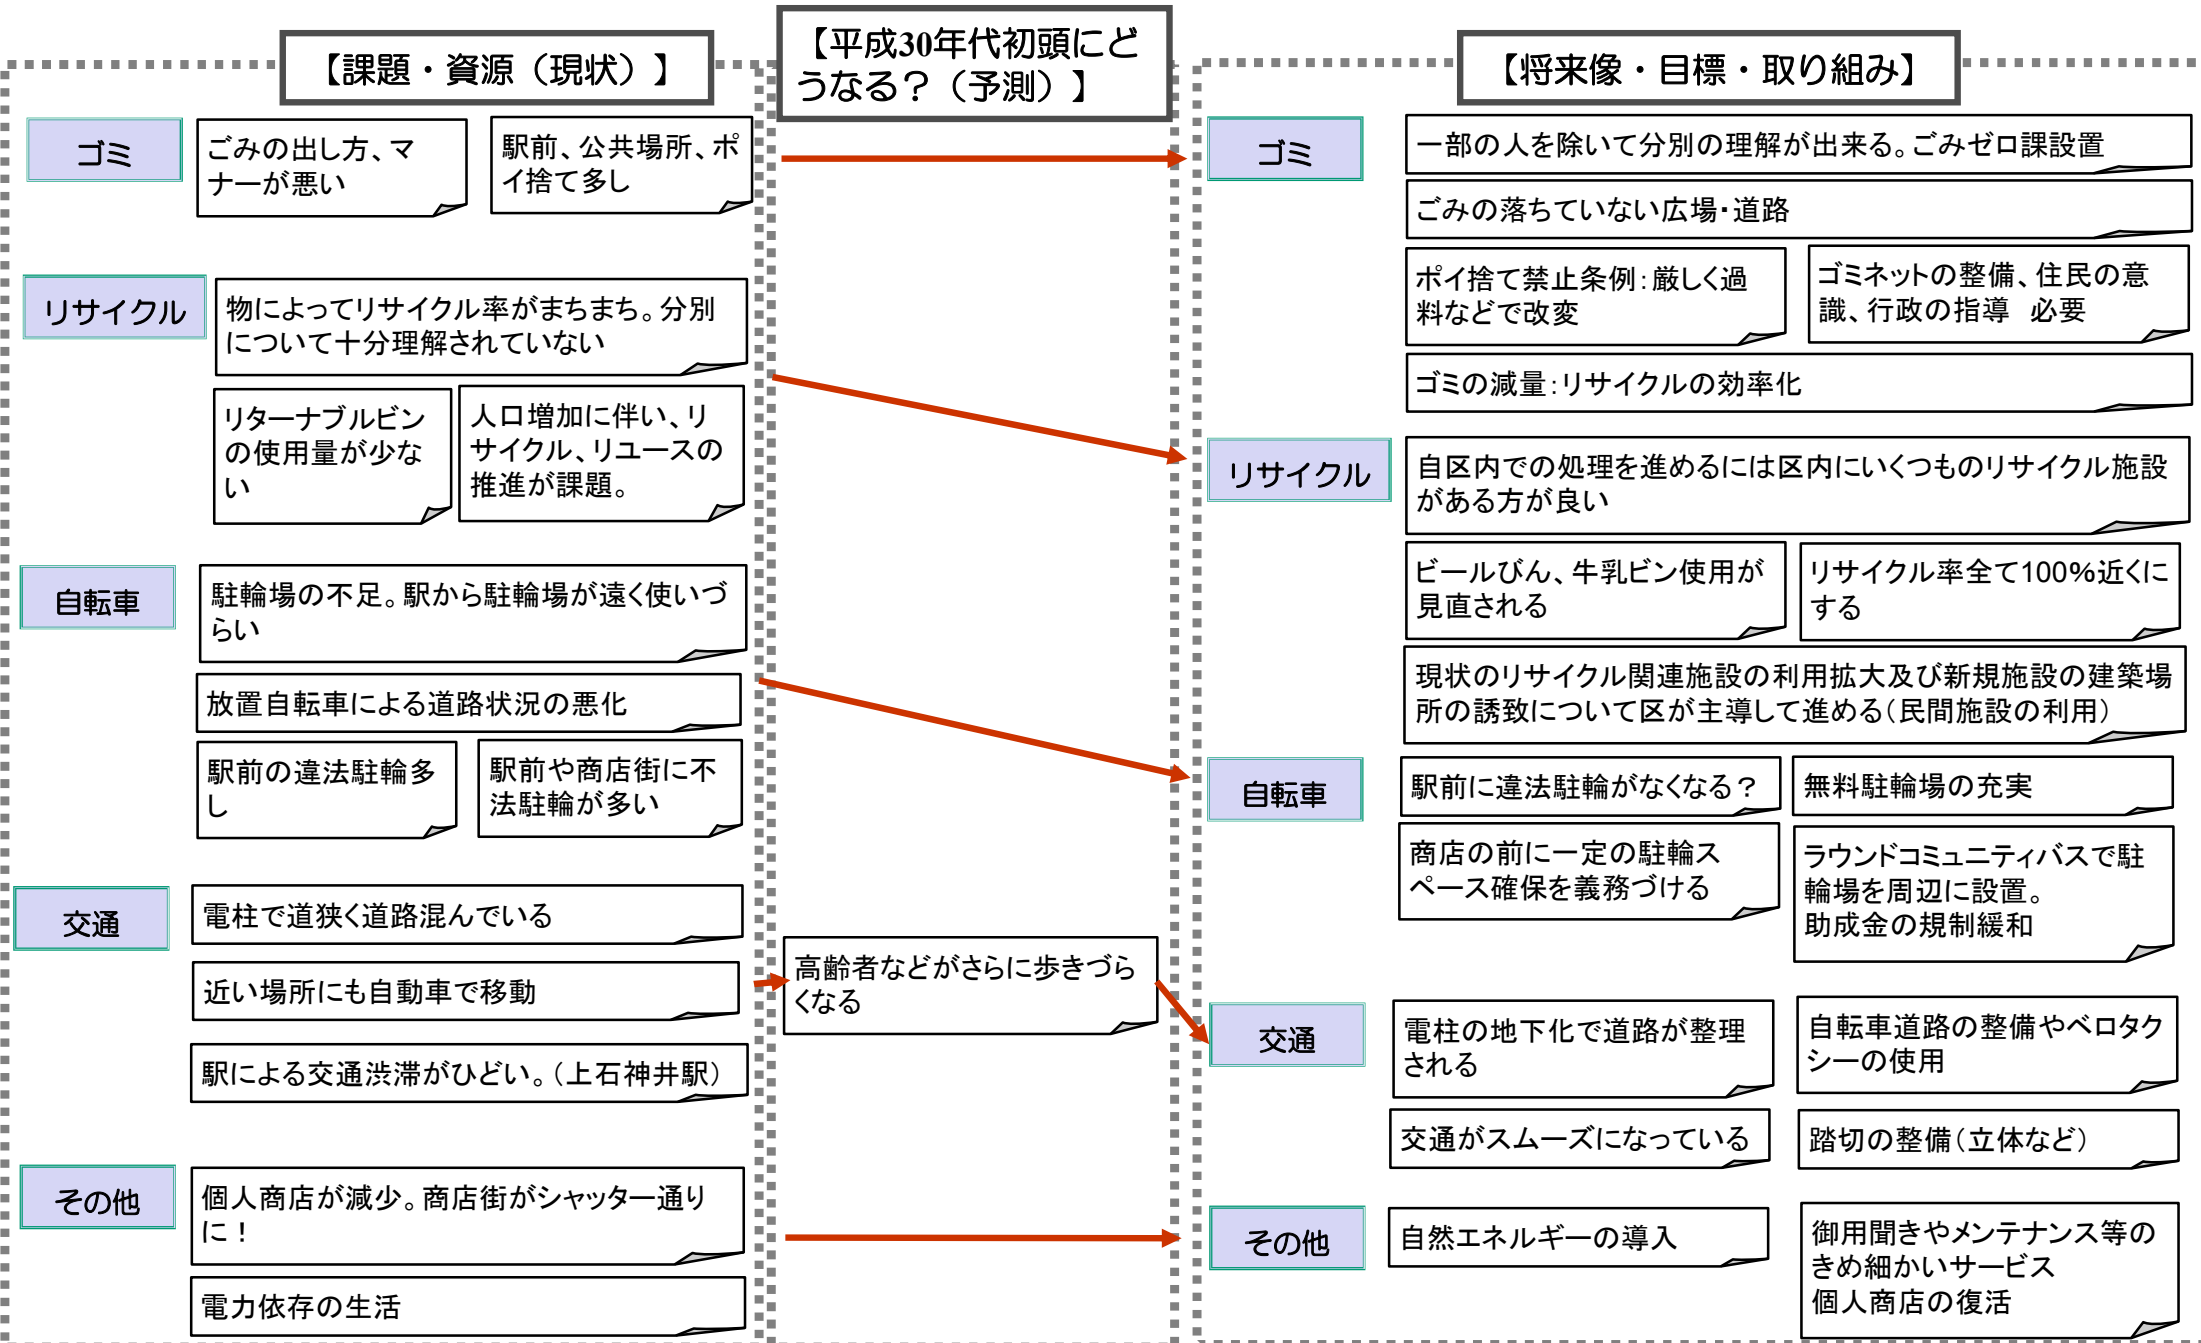 【課題・資源（現状）】
ゴミ
ごみの出し方、マ
ナーが悪い
駅前、公共場所、ポ
イ捨て多し
リサイクル
物によってリサイクル率がまちまち。分別
について十分理解されていない
リターナブルビン
の使用量が少な
い
人口増加に伴い、リ
サイクル、リユースの
推進が課題。
自転車
駐輪場の不足。駅から駐輪場が遠く使いづ
らい
放置自転車による道路状況の悪化
駅前の違法駐輪多
し
駅前や商店街に不
法駐輪が多い
交通
電柱で道狭く道路混んでいる
近い場所にも自動車で移動
駅による交通渋滞がひどい。（上石神井駅）
その他
個人商店が減少。商店街がシャッター通り
に！
電力依存の生活
【平成30年代初頭にど
うなる？（予測）】
高齢者などがさらに歩きづら
くなる
【将来像・目標・取り組み】
ゴミ
一部の人を除いて分別の理解が出来る。ごみゼロ課設置
ごみの落ちていない広場・道路
ポイ捨て禁止条例：厳しく過
料などで改変
ゴミネットの整備、住民の意
識、行政の指導　必要
ゴミの減量：リサイクルの効率化
リサイクル
自区内での処理を進めるには区内にいくつものリサイクル施設
がある方が良い
ビールびん、牛乳ビン使用が
見直される
リサイクル率全て100%近くに
する
現状のリサイクル関連施設の利用拡大及び新規施設の建築場
所の誘致について区が主導して進める（民間施設の利用）
自転車
駅前に違法駐輪がなくなる？
無料駐輪場の充実
商店の前に一定の駐輪ス
ペース確保を義務づける
ラウンドコミュニティバスで駐
輪場を周辺に設置。
助成金の規制緩和
交通
電柱の地下化で道路が整理
される
自転車道路の整備やベロタク
シーの使用
交通がスムーズになっている
踏切の整備（立体など）
その他
自然エネルギーの導入
御用聞きやメンテナンス等の
きめ細かいサービス
個人商店の復活